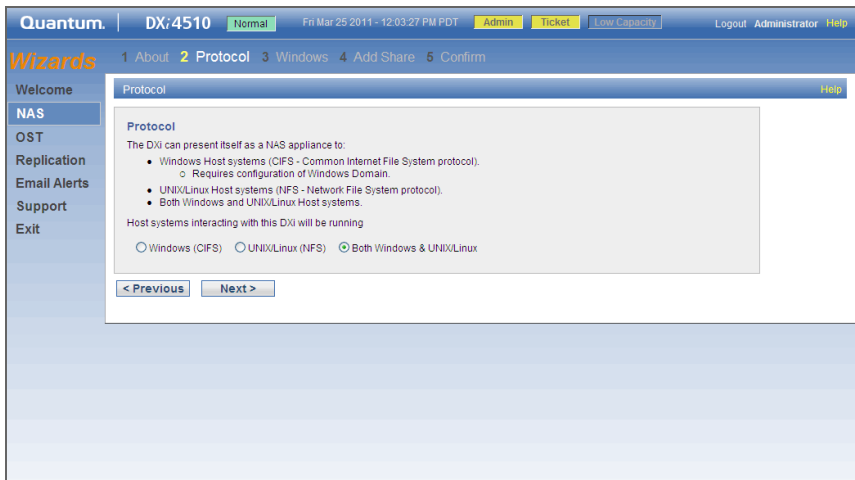 Quantum. DXi4510 Normal Fri Mar 25 2011 - 12:03:27 PM PDT Admin Ticket Low Capacity Logout Administrator Help
Wizards 1 About 2 Protocol 3 Windows 4 Add Share 5 Confirm
Welcome
NAS
OST
Replication
Email Alerts
Support
Exit
Protocol Help
Protocol
The DXi can present itself as a NAS appliance to:
• Windows Host systems (CIFS - Common Internet File System protocol).
o Requires configuration of Windows Domain.
• UNIX/Linux Host systems (NFS - Network File System protocol).
• Both Windows and UNIX/Linux Host systems.
Host systems interacting with this DXi will be running
Windows (CIFS) UNIX/Linux (NFS) Both Windows & UNIX/Linux
< Previous Next >